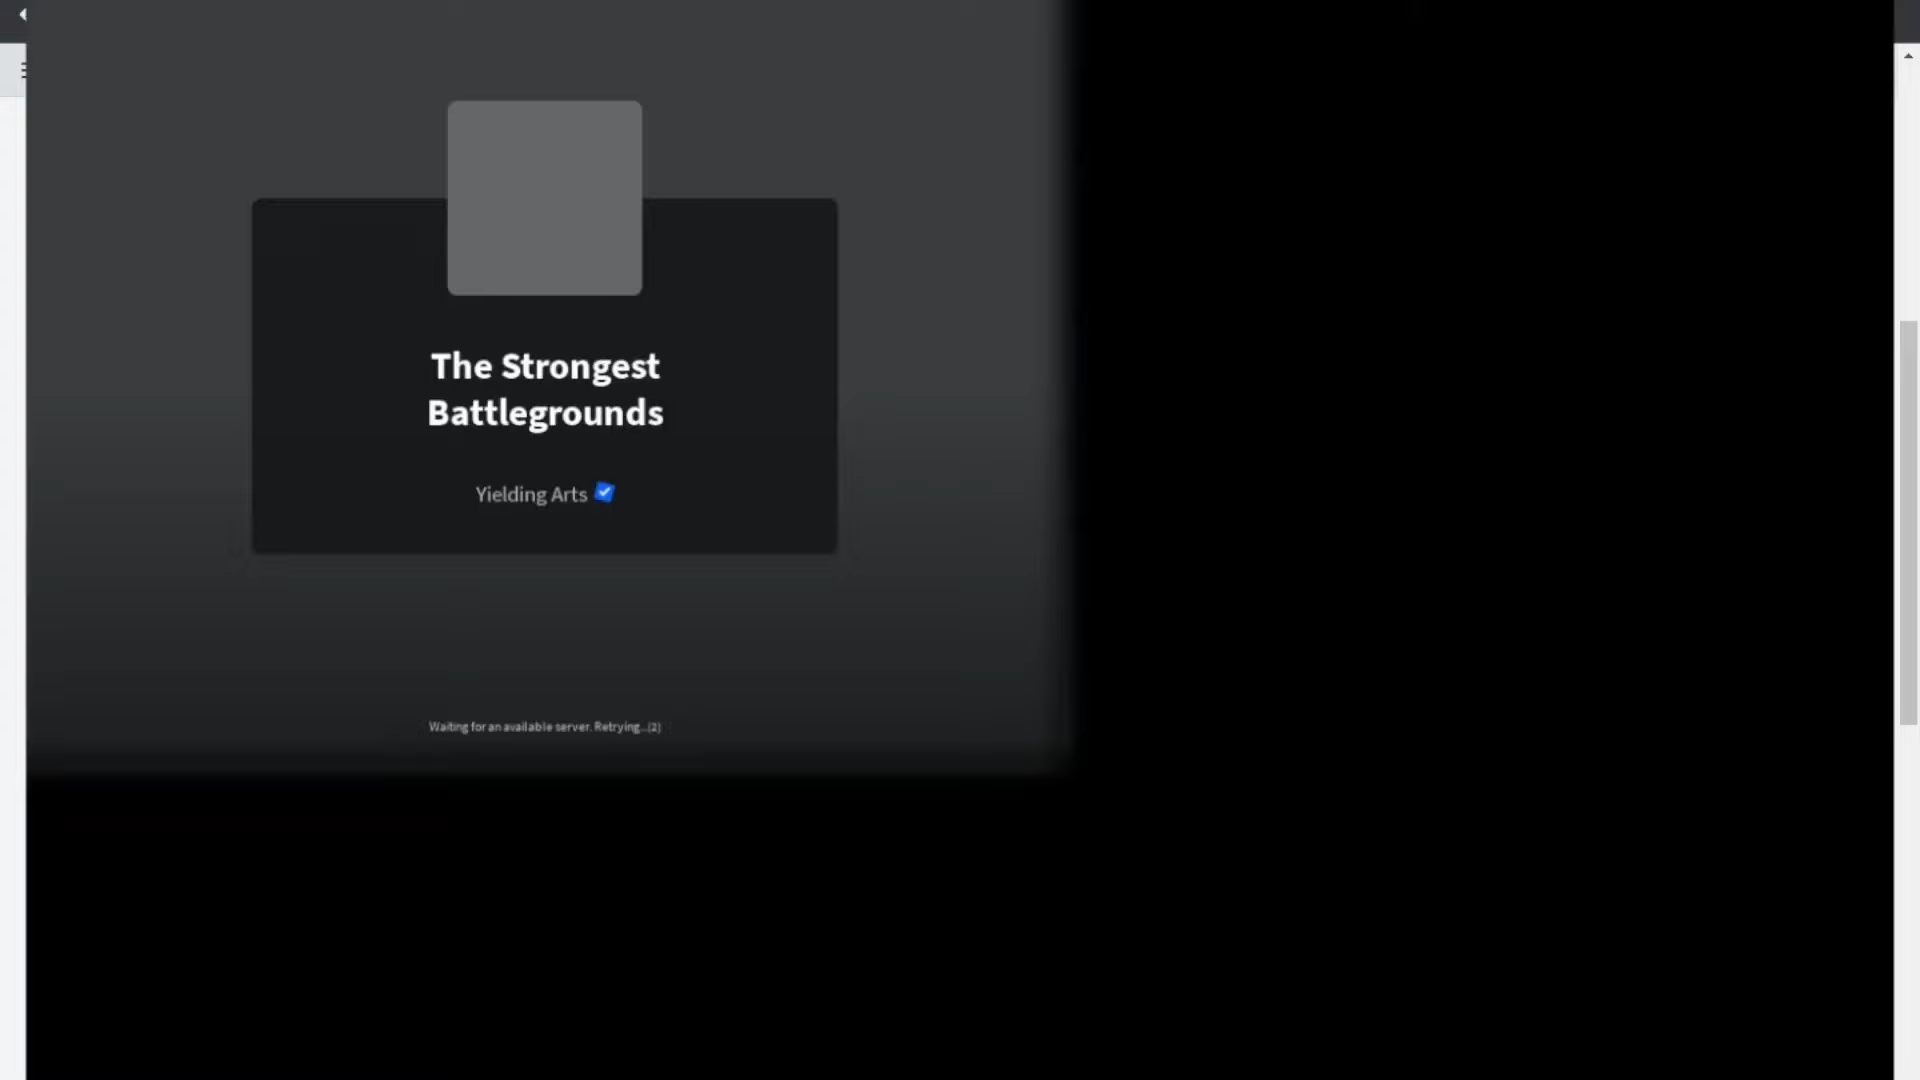 The Strongest
Battlegrounds
Yielding Arts
Waiting for an available server. Retrying...(2)